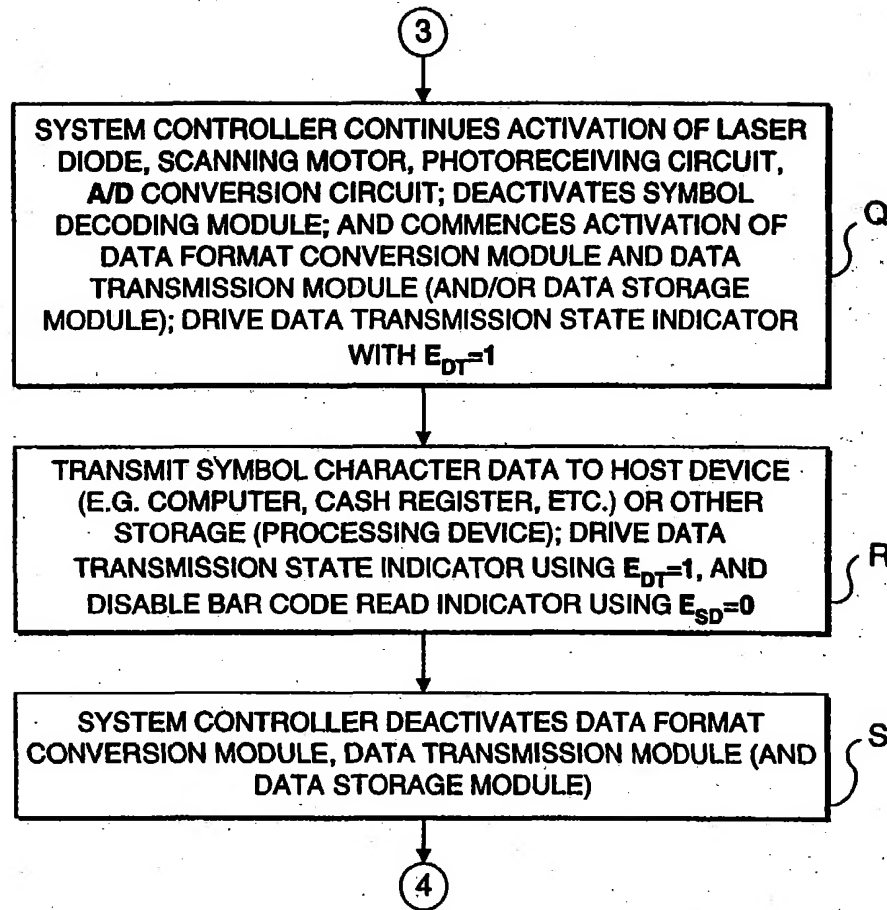 3
SYSTEM CONTROLLER CONTINUES ACTIVATION OF LASER
DIODE, SCANNING MOTOR, PHOTORECEIVING CIRCUIT,
A/D CONVERSION CIRCUIT; DEACTIVATES SYMBOL
DECODING MODULE; AND COMMENCES ACTIVATION OF
DATA FORMAT CONVERSION MODULE AND DATA
TRANSMISSION MODULE (AND/OR DATA STORAGE
MODULE); DRIVE DATA TRANSMISSION STATE INDICATOR
WITH E_DT=1
Q
TRANSMIT SYMBOL CHARACTER DATA TO HOST DEVICE
(E.G. COMPUTER, CASH REGISTER, ETC.) OR OTHER
STORAGE (PROCESSING DEVICE); DRIVE DATA
TRANSMISSION STATE INDICATOR USING E_DT=1, AND
DISABLE BAR CODE READ INDICATOR USING E_SD=0
R
SYSTEM CONTROLLER DEACTIVATES DATA FORMAT
CONVERSION MODULE, DATA TRANSMISSION MODULE (AND
DATA STORAGE MODULE)
S
4